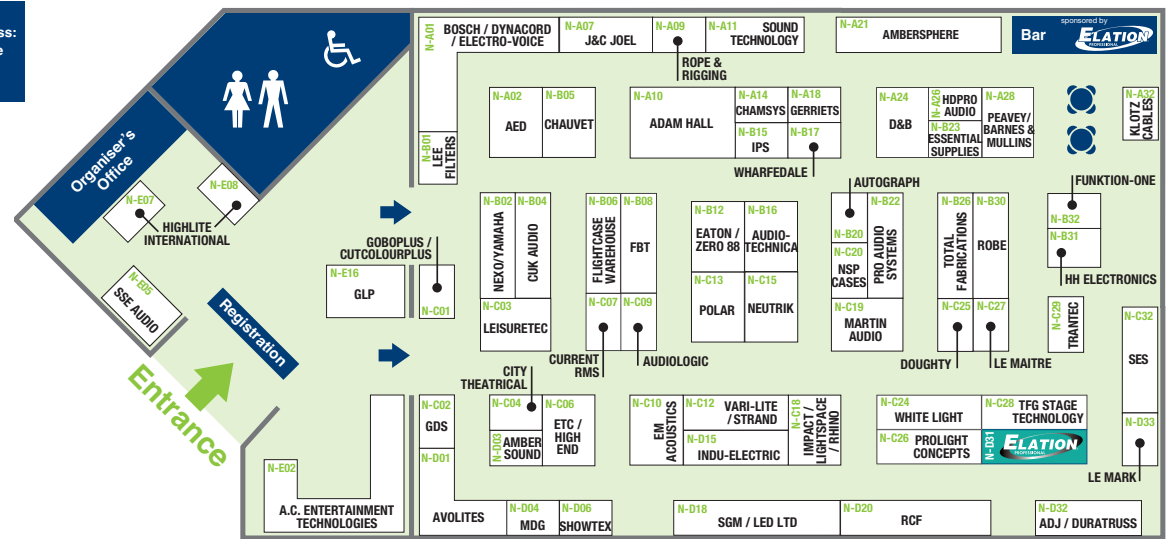 ss:
e
N-A01
BOSCH / DYNACORD
/ ELECTRO-VOICE
N-A07
J&C JOEL
N-A09
ROPE &
RIGGING
N-A11
SOUND
TECHNOLOGY
N-A21
AMBERSPHERE
Bar
sponsored by
ELATION
PROFESSIONAL
N-B01
LEE
FILTERS
N-A02
AED
N-B05
CHAUVET
N-A10
ADAM HALL
N-A14
CHAMSYS
N-A18
GERRIETS
N-B15
IPS
N-B17
WHARFEDALE
N-A24
D&B
N-A26
HDPRO
AUDIO
N-B23
ESSENTIAL
SUPPLIES
N-A28
PEAVEY/
BARNES &
MULLINS
N-A32
KLOTZ
CABLES
Organiser's
Office
N-E07
N-E08
HIGHLITE
INTERNATIONAL
N-E05
SSE AUDIO
Registration
Entrance
N-E16
GLP
GOBOPLUS /
CUTCOLOURPLUS
N-C01
N-B02
NEXO/YAMAHA
N-B04
CUK AUDIO
N-C03
LEISURETEC
N-B06
FLIGHTCASE
WAREHOUSE
N-B08
FBT
N-C07
CURRENT
RMS
N-C09
AUDIOLOGIC
N-B12
EATON /
ZERO 88
N-B16
AUDIO-
TECHNICA
N-C13
POLAR
N-C15
NEUTRIK
AUTOGRAPH
N-B20
N-B22
PRO AUDIO
SYSTEMS
N-C20
NSP
CASES
N-C19
MARTIN
AUDIO
N-B26
TOTAL
FABRICATIONS
N-B30
ROBE
N-C25
DOUGHTY
N-C27
LE MAITRE
FUNKTION-ONE
N-B32
N-B31
HH ELECTRONICS
N-C29
TRANTEC
N-C32
SES
N-D33
LE MARK
N-E02
A.C. ENTERTAINMENT
TECHNOLOGIES
N-C02
GDS
N-D01
AVOLITES
CITY
THEATRICAL
N-C04
N-D03
AMBER
SOUND
N-C06
ETC /
HIGH
END
N-D04
MDG
N-D06
SHOWTEX
N-C10
EM
ACOUSTICS
N-C12
VARI-LITE
/ STRAND
N-D15
INDU-ELECTRIC
N-C18
IMPACT /
LIGHTSPACE
/ RHINO
N-C24
WHITE LIGHT
N-C28
TFG STAGE
TECHNOLOGY
N-C26
PROLIGHT
CONCEPTS
N-D31
ELATION
PROFESSIONAL
N-D18
SGM / LED LTD
N-D20
RCF
N-D32
ADJ / DURATRUSS